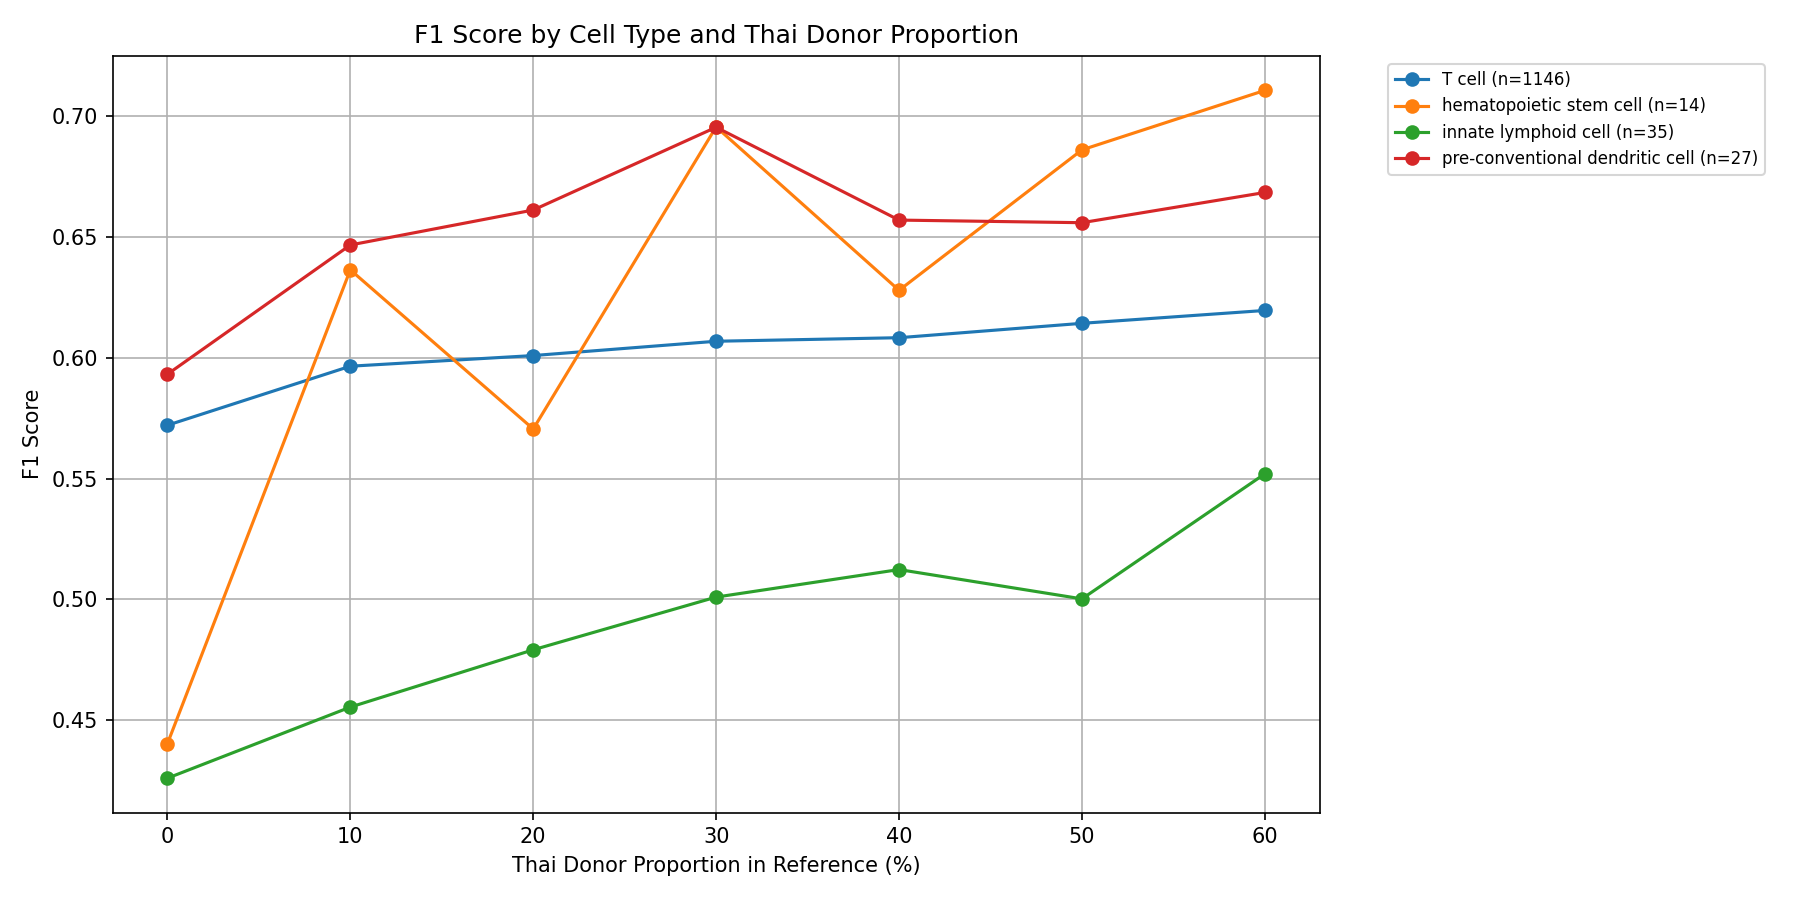 F1 Score by Cell Type and Thai Donor Proportion
T cell (n=1146)
hematopoietic stem cell (n=14)
innate lymphoid cell (n=35)
pre-conventional dendritic cell (n=27)
F1 Score
0.70
0.65
0.60
0.55
0.50
0.45
0 10 20 30 40 50 60
Thai Donor Proportion in Reference (%)